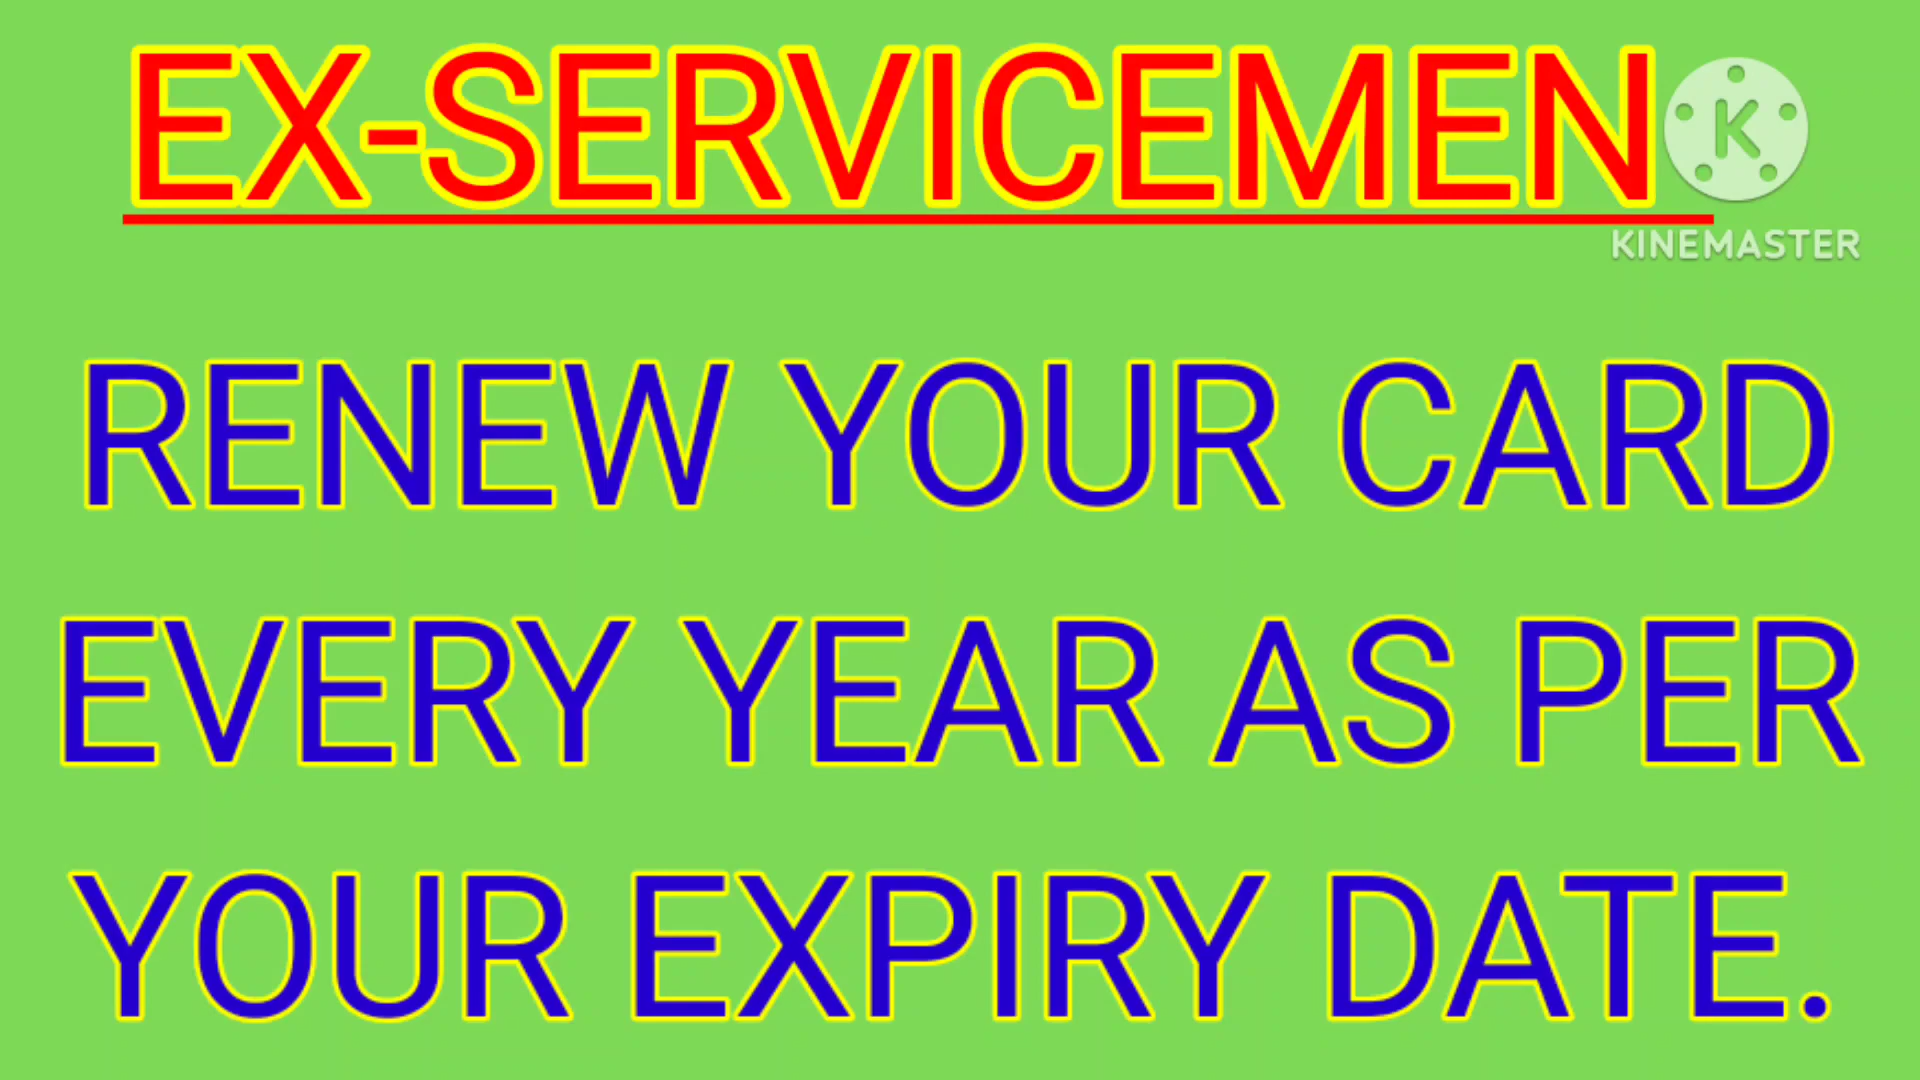 EX-SERVICEMEN
K
KINEMASTER
RENEW YOUR CARD
EVERY YEAR AS PER
YOUR EXPIRY DATE.